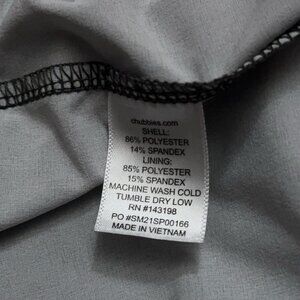 chubbies.com
SHELL:
86% POLYESTER
14% SPANDEX
LINING:
85% POLYESTER
15% SPANDEX
MACHINE WASH COLD
TUMBLE DRY LOW
RN #143198
PO #SM21SP00166
MADE IN VIETNAM